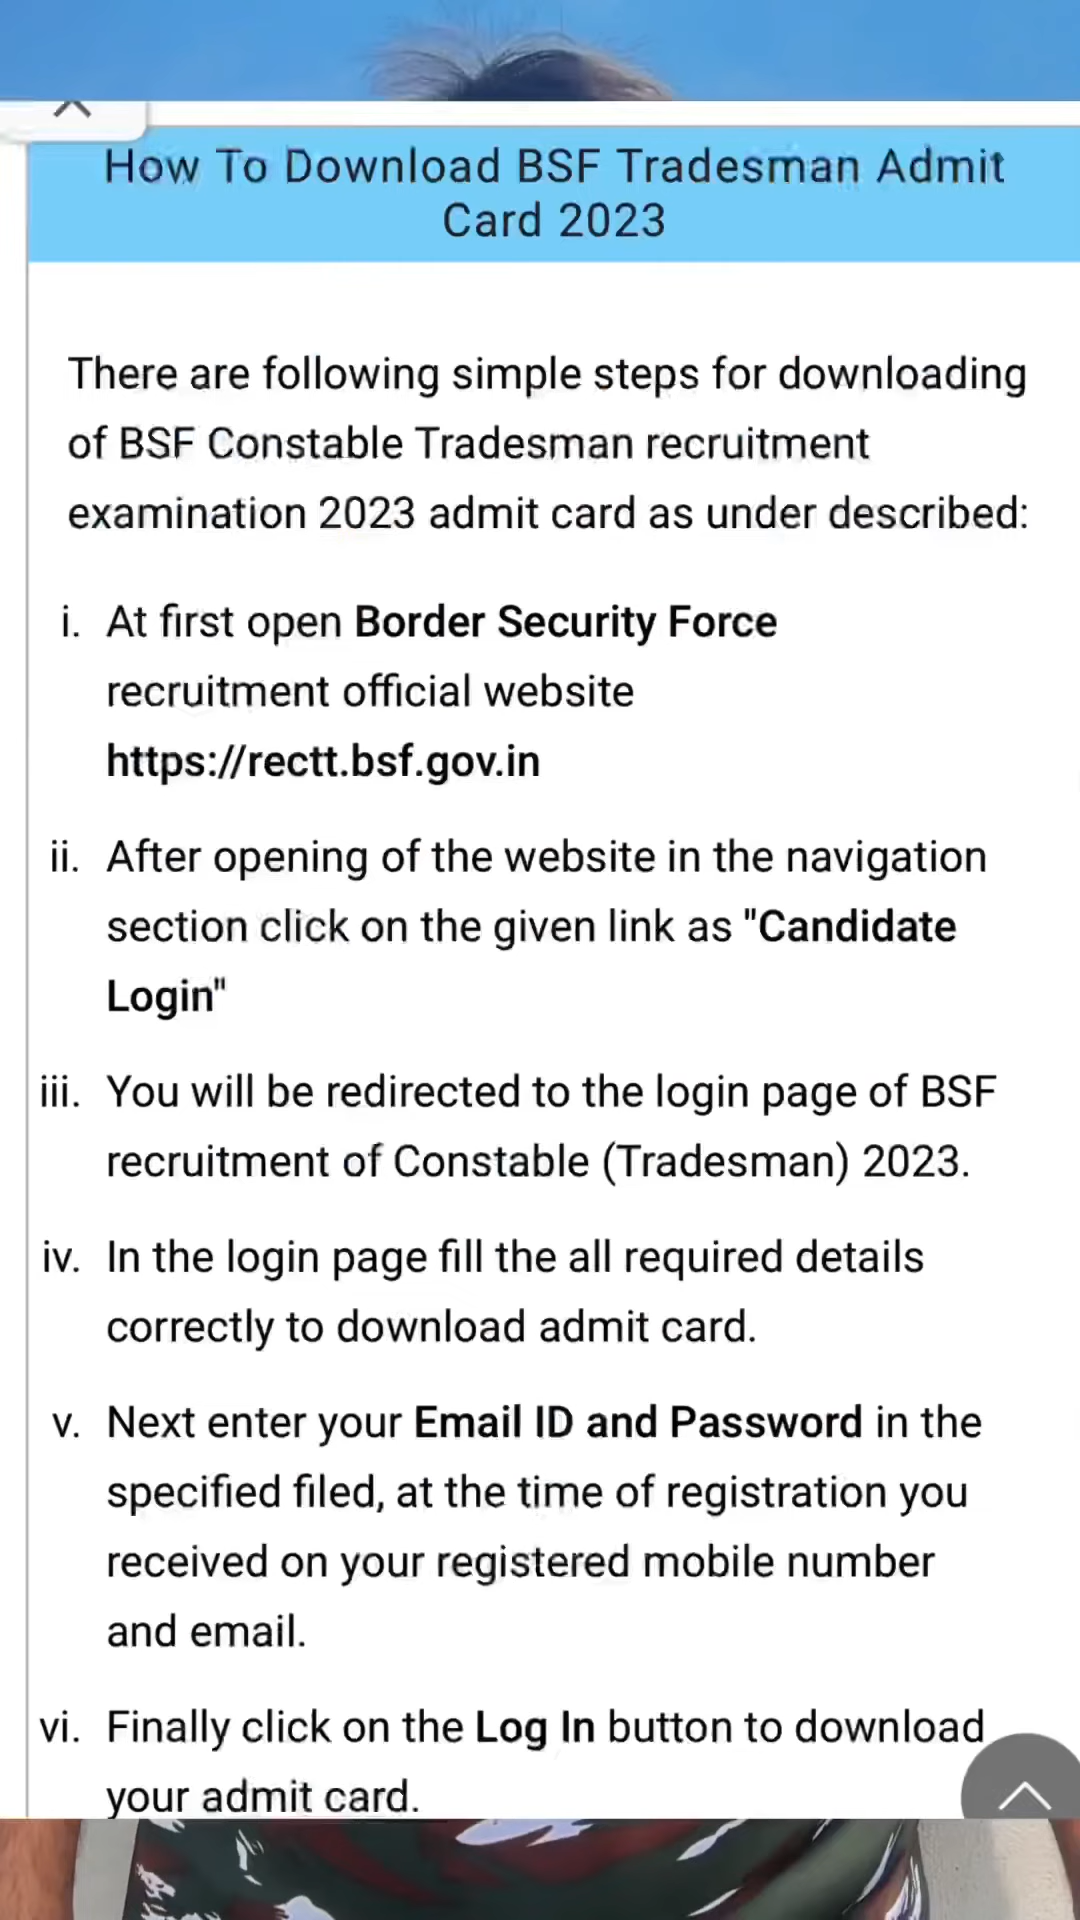 How To Download BSF Tradesman Admit
Card 2023
There are following simple steps for downloading
of BSF Constable Tradesman recruitment
examination 2023 admit card as under described:
i. At first open Border Security Force
recruitment official website
https://rectt.bsf.gov.in
ii. After opening of the website in the navigation
section click on the given link as "Candidate
Login"
iii. You will be redirected to the login page of BSF
recruitment of Constable (Tradesman) 2023.
iv. In the login page fill the all required details
correctly to download admit card.
v. Next enter your Email ID and Password in the
specified filed, at the time of registration you
received on your registered mobile number
and email.
vi. Finally click on the Log In button to download
your admit card.